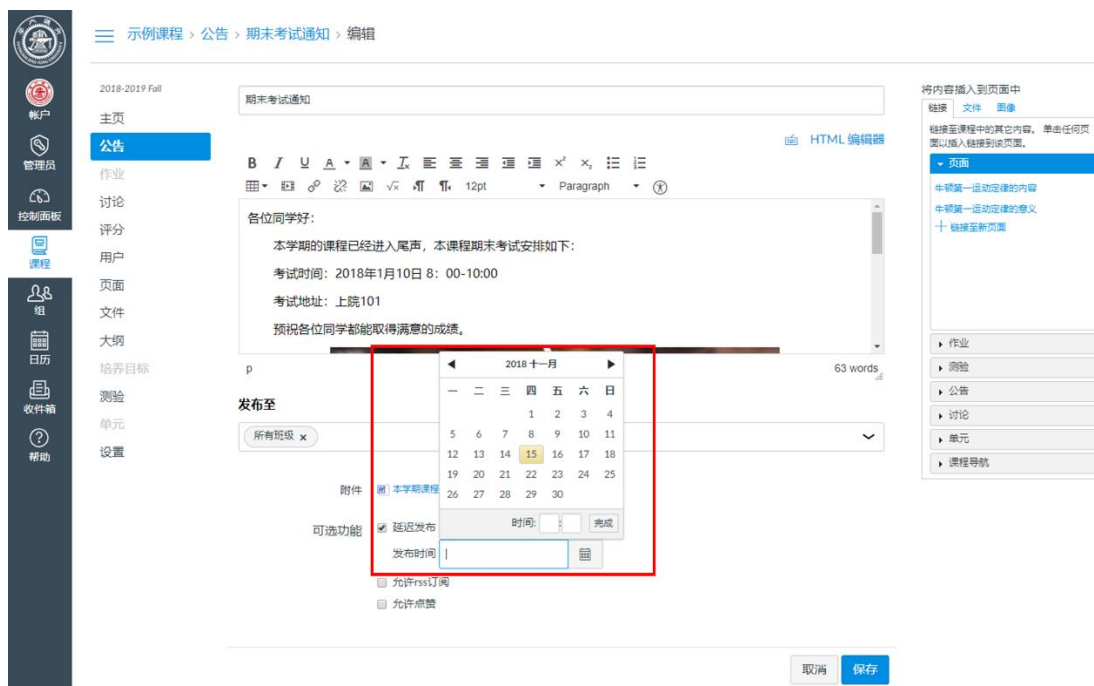 示例课程 › 公告 › 期末考试通知 › 编辑
帐户
管理员
控制面板
课程
组
日历
收件箱
帮助
2018-2019 Fall
主页
公告
作业
讨论
评分
用户
页面
文件
大纲
培养目标
测验
单元
设置
期末考试通知
HTML 编辑器
B I U A A Tx x² x₂
12pt Paragraph
各位同学好：
本学期的课程已经进入尾声，本课程期末考试安排如下：
考试时间：2018年1月10日 8：00-10:00
考试地址：上院101
预祝各位同学都能取得满意的成绩。
p 63 words
发布至
所有班级 x
2018 十一月
一 二 三 四 五 六 日
1 2 3 4
5 6 7 8 9 10 11
12 13 14 15 16 17 18
19 20 21 22 23 24 25
26 27 28 29 30
时间: : 完成
附件 本学期课程
可选功能 延迟发布
发布时间
允许rss订阅
允许点赞
取消 保存
将内容插入到页面中
链接 文件 图像
链接至课程中的其它内容。 单击任何页
面以插入链接到该页面。
页面
牛顿第一运动定律的内容
牛顿第一运动定律的意义
链接至新页面
作业
测验
公告
讨论
单元
课程导航